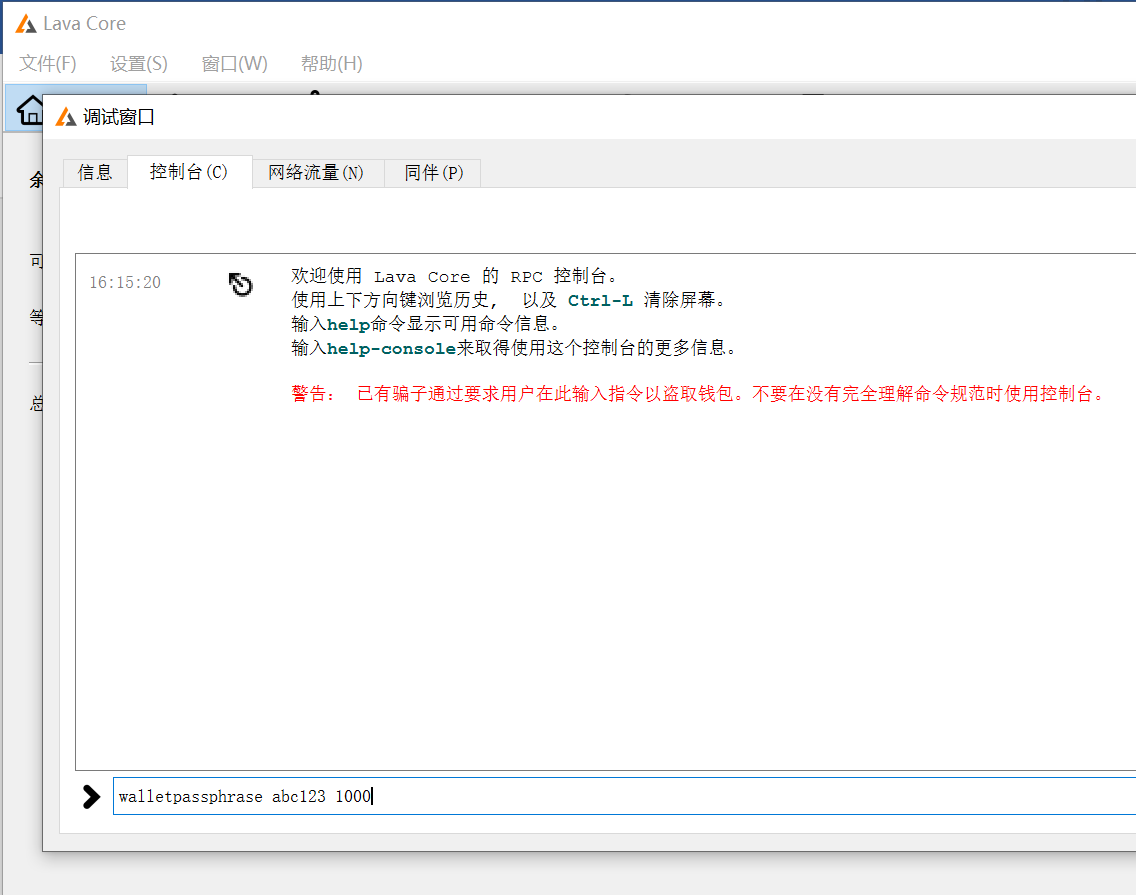 Lava Core
文件(F) 设置(S) 窗口(W) 帮助(H)
调试窗口
信息 控制台(C) 网络流量(N) 同伴(P)
余
可
等
总
16:15:20
欢迎使用 Lava Core 的 RPC 控制台。
使用上下方向键浏览历史, 以及 Ctrl-L 清除屏幕。
输入help命令显示可用命令信息。
输入help-console来取得使用这个控制台的更多信息。
警告: 已有骗子通过要求用户在此输入指令以盗取钱包。不要在没有完全理解命令规范时使用控制台。
walletpassphrase abc123 1000